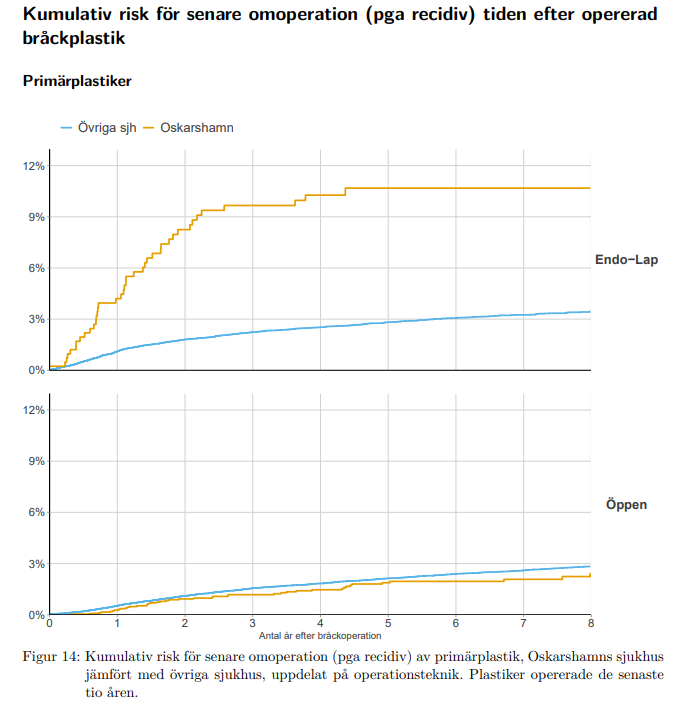 Kumulativ risk för senare omoperation (pga recidiv) tiden efter opererad
bråckplastik
Primärplastiker
Övriga sjh
Oskarshamn
12%
9%
6%
3%
0%
Endo−Lap
12%
9%
6%
3%
0%
Öppen
0 1 2 3 4 5 6 7 8
Antal år efter bråckoperation
Figur 14: Kumulativ risk för senare omoperation (pga recidiv) av primärplastik, Oskarshamns sjukhus
jämfört med övriga sjukhus, uppdelat på operationsteknik. Plastiker opererade de senaste
tio åren.